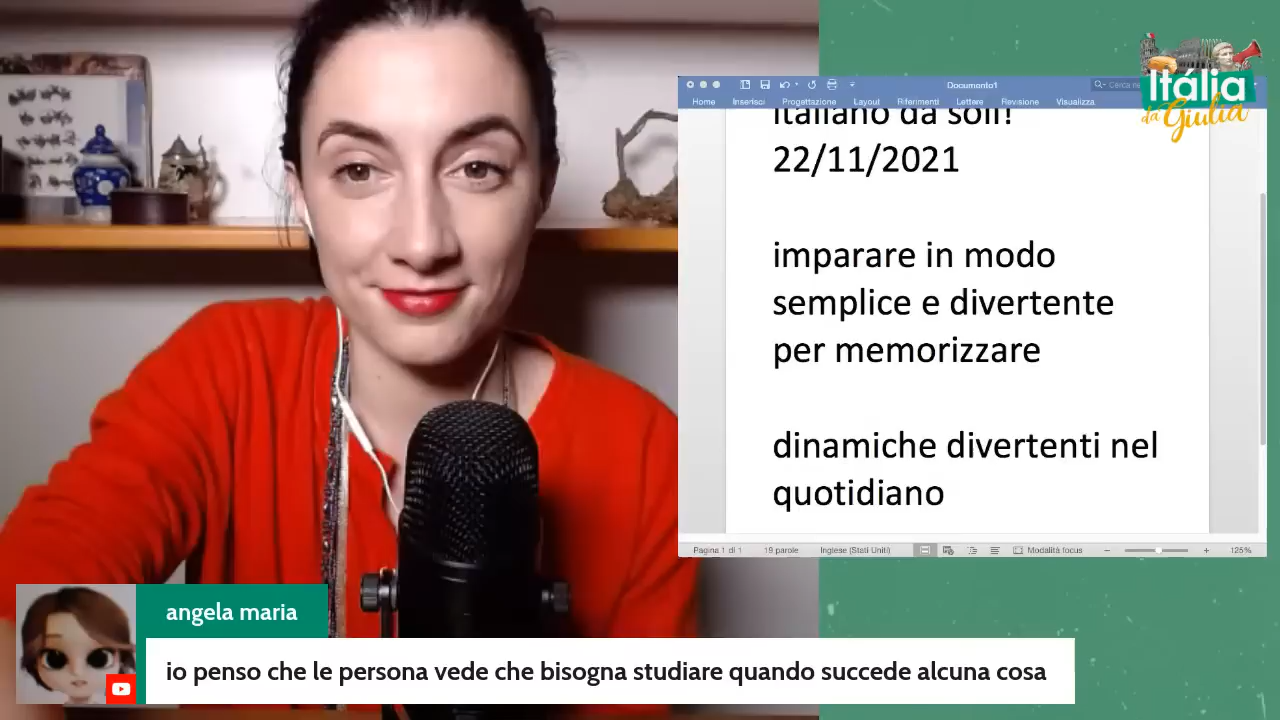 Itália
da Giulia
Documento1
Home Inserisci Progettazione Layout Riferimenti Lettere Revisione Visualizza
italiano da soli!
22/11/2021
imparare in modo
semplice e divertente
per memorizzare
dinamiche divertenti nel
quotidiano
Pagina 1 di 1 19 parole Inglese (Stati Uniti) Modalità focus 125%
angela maria
io penso che le persona vede che bisogna studiare quando succede alcuna cosa